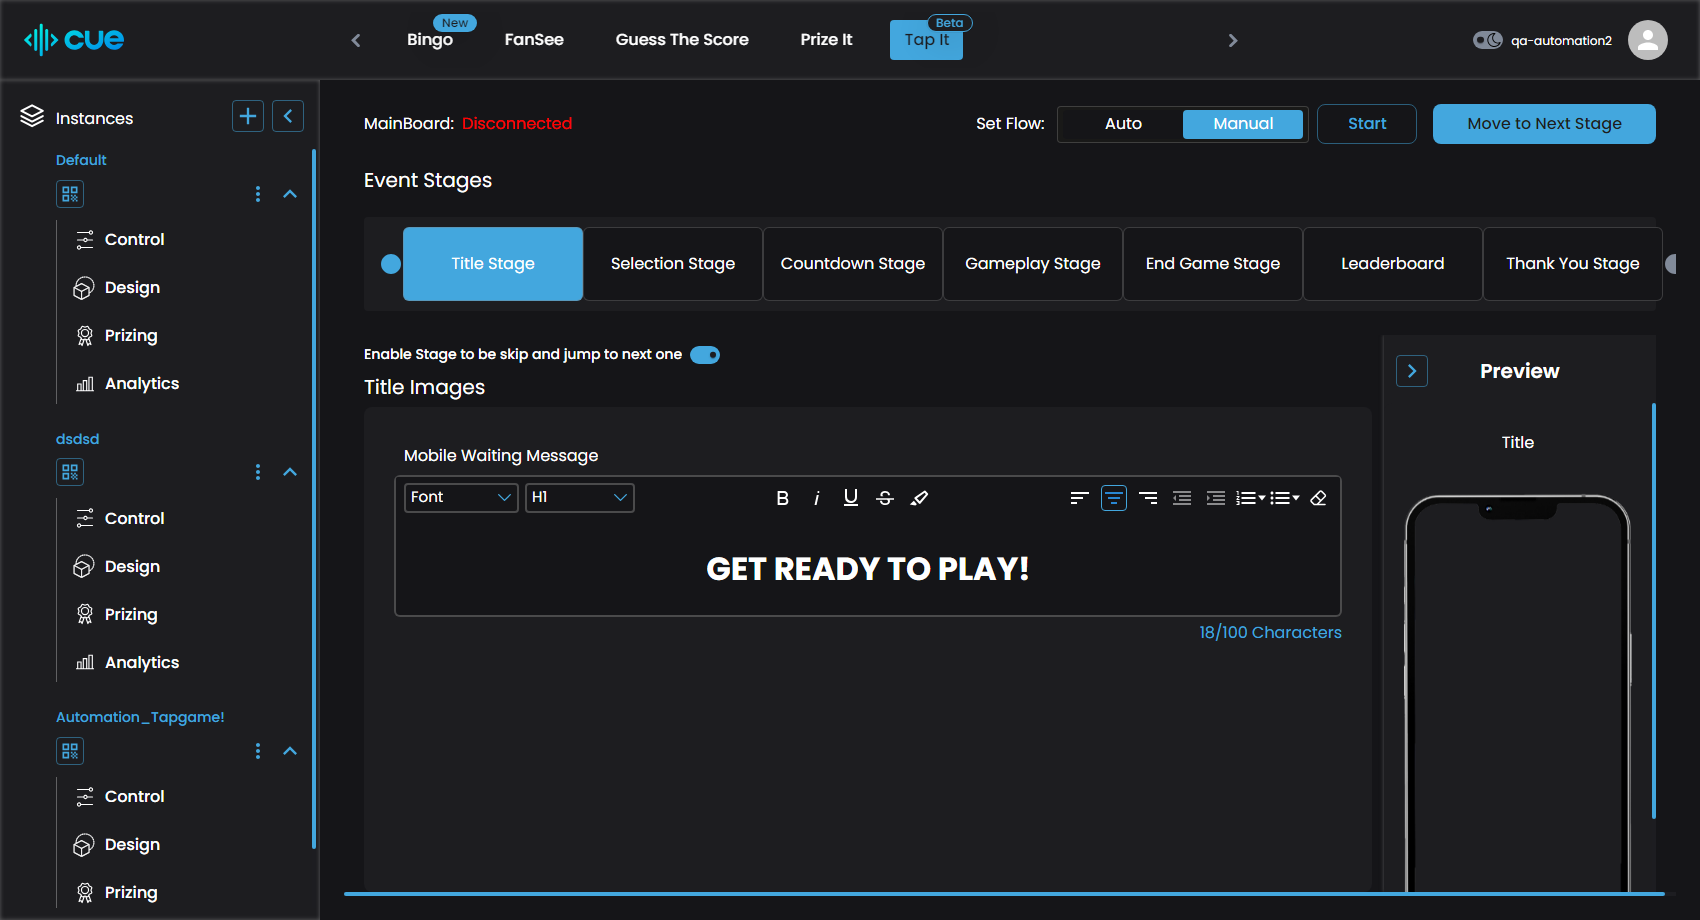 cue
New
Bingo
FanSee
Guess The Score
Prize It
Beta
Tap It
qa-automation2
Instances
Default
Control
Design
Prizing
Analytics
dsdsd
Control
Design
Prizing
Analytics
Automation_Tapgame!
Control
Design
Prizing
MainBoard: Disconnected
Set Flow:
Auto
Manual
Start
Move to Next Stage
Event Stages
Title Stage
Selection Stage
Countdown Stage
Gameplay Stage
End Game Stage
Leaderboard
Thank You Stage
Enable Stage to be skip and jump to next one
Title Images
Mobile Waiting Message
Font
H1
B
i
U
S
GET READY TO PLAY!
18/100 Characters
Preview
Title